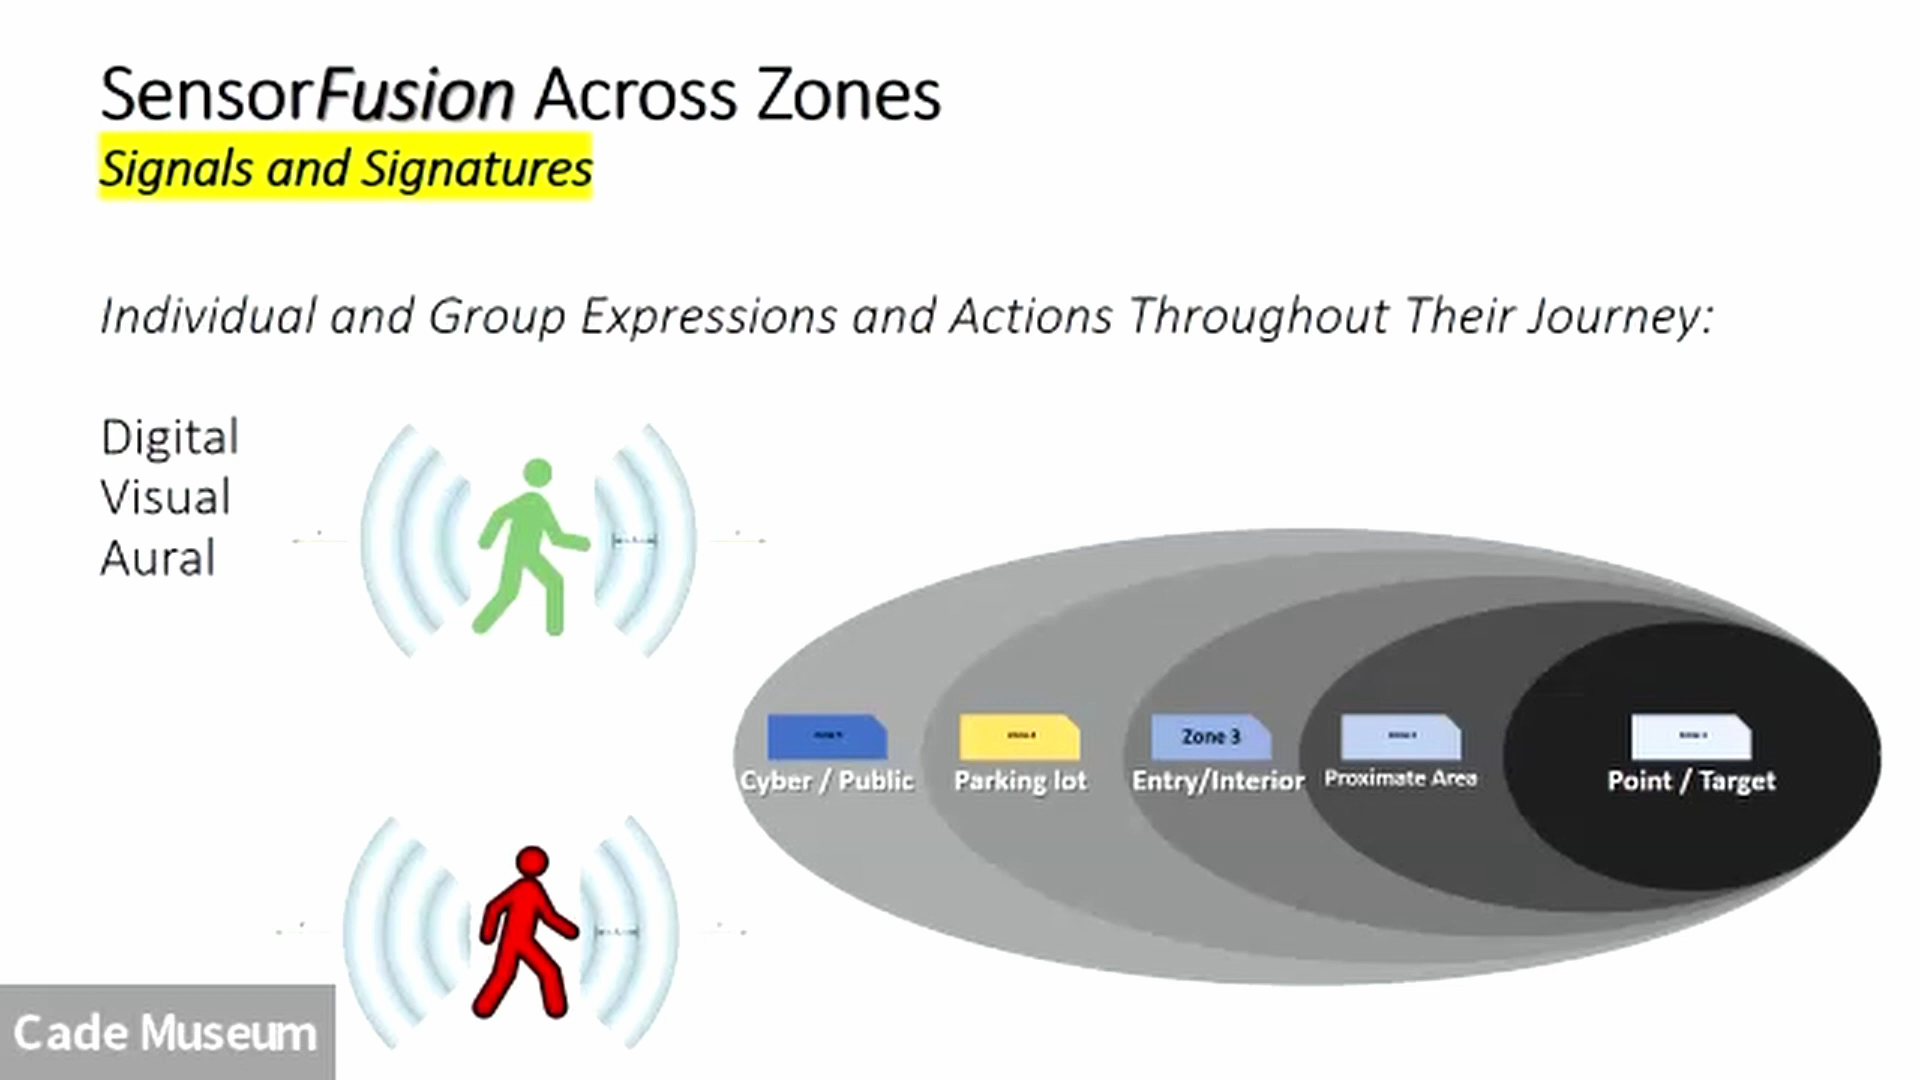 SensorFusion Across Zones
Signals and Signatures
Individual and Group Expressions and Actions Throughout Their Journey:
Digital
Visual
Aural
Zone 3
Cyber / Public
Parking lot
Entry/Interior
Proximate Area
Point / Target
Cade Museum